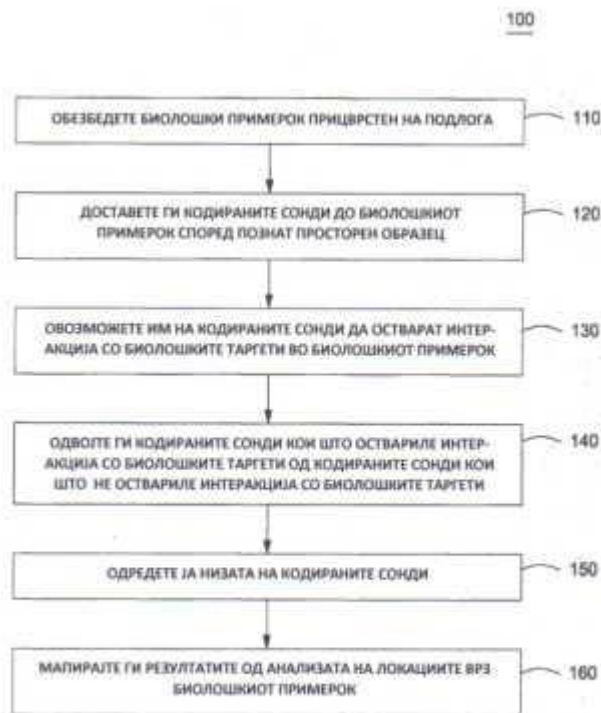 100
ОБЕЗБЕДЕТЕ БИОЛОШКИ ПРИМЕРОК ПРИЦВРСТЕН НА ПОДЛОГА
110
ДОСТАВЕТЕ ГИ КОДИРАНИТЕ СОНДИ ДО БИОЛОШКИОТ
ПРИМЕРОК СПОРЕД ПОЗНАТ ПРОСТОРЕН ОБРАЗЕЦ
120
ОВОЗМОЖЕТЕ ИМ НА КОДИРАНИТЕ СОНДИ ДА ОСТВАРАТ ИНТЕР-
АКЦИЈА СО БИОЛОШКИТЕ ТАРГЕТИ ВО БИОЛОШКИОТ ПРИМЕРОК
130
ОДВОЈТЕ ГИ КОДИРАНИТЕ СОНДИ КОИ ШТО ОСТВАРИЛЕ ИНТЕР-
АКЦИЈА СО БИОЛОШКИТЕ ТАРГЕТИ ОД КОДИРАНИТЕ СОНДИ КОИ
ШТО НЕ ОСТВАРИЛЕ ИНТЕРАКЦИЈА СО БИОЛОШКИТЕ ТАРГЕТИ
140
ОДРЕДЕТЕ ЈА НИЗАТА НА КОДИРАНИТЕ СОНДИ
150
МАПИРАЈТЕ ГИ РЕЗУЛТАТИТЕ ОД АНАЛИЗАТА НА ЛОКАЦИИТЕ ВРЗ
БИОЛОШКИОТ ПРИМЕРОК
160